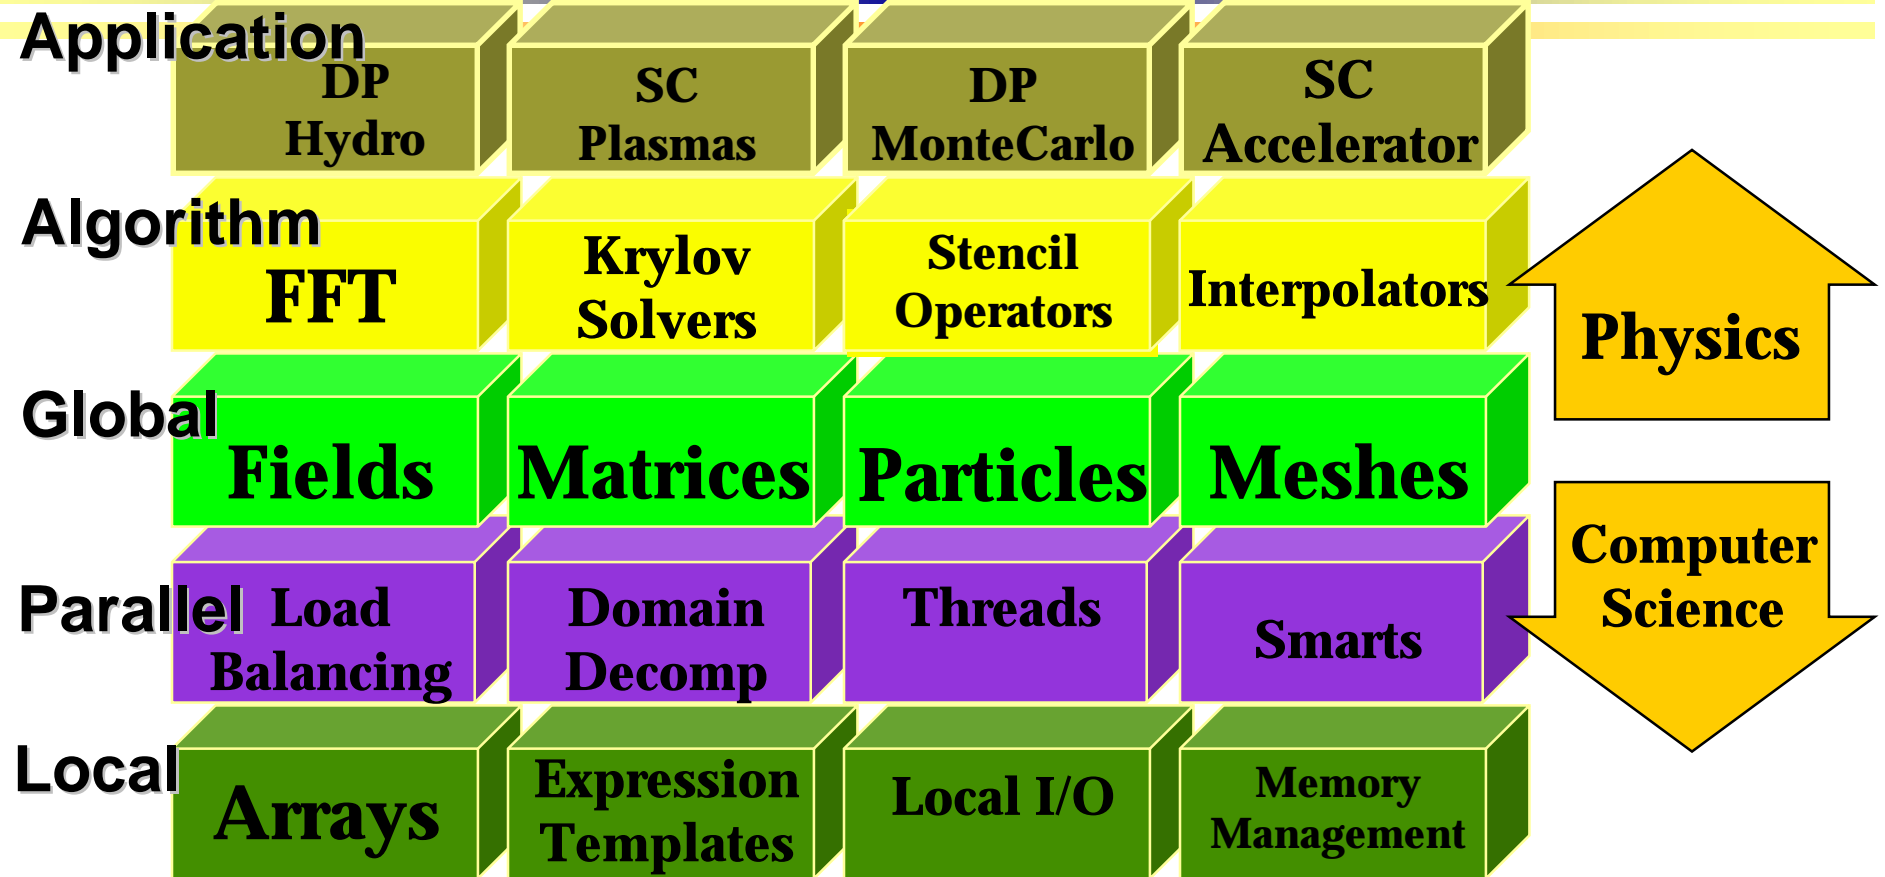 Application
DP
Hydro
SC
Plasmas
DP
MonteCarlo
SC
Accelerator
Algorithm
FFT
Krylov
Solvers
Stencil
Operators
Interpolators
Physics
Global
Fields
Matrices
Particles
Meshes
Computer
Science
Parallel
Load
Balancing
Domain
Decomp
Threads
Smarts
Local
Arrays
Expression
Templates
Local I/O
Memory
Management